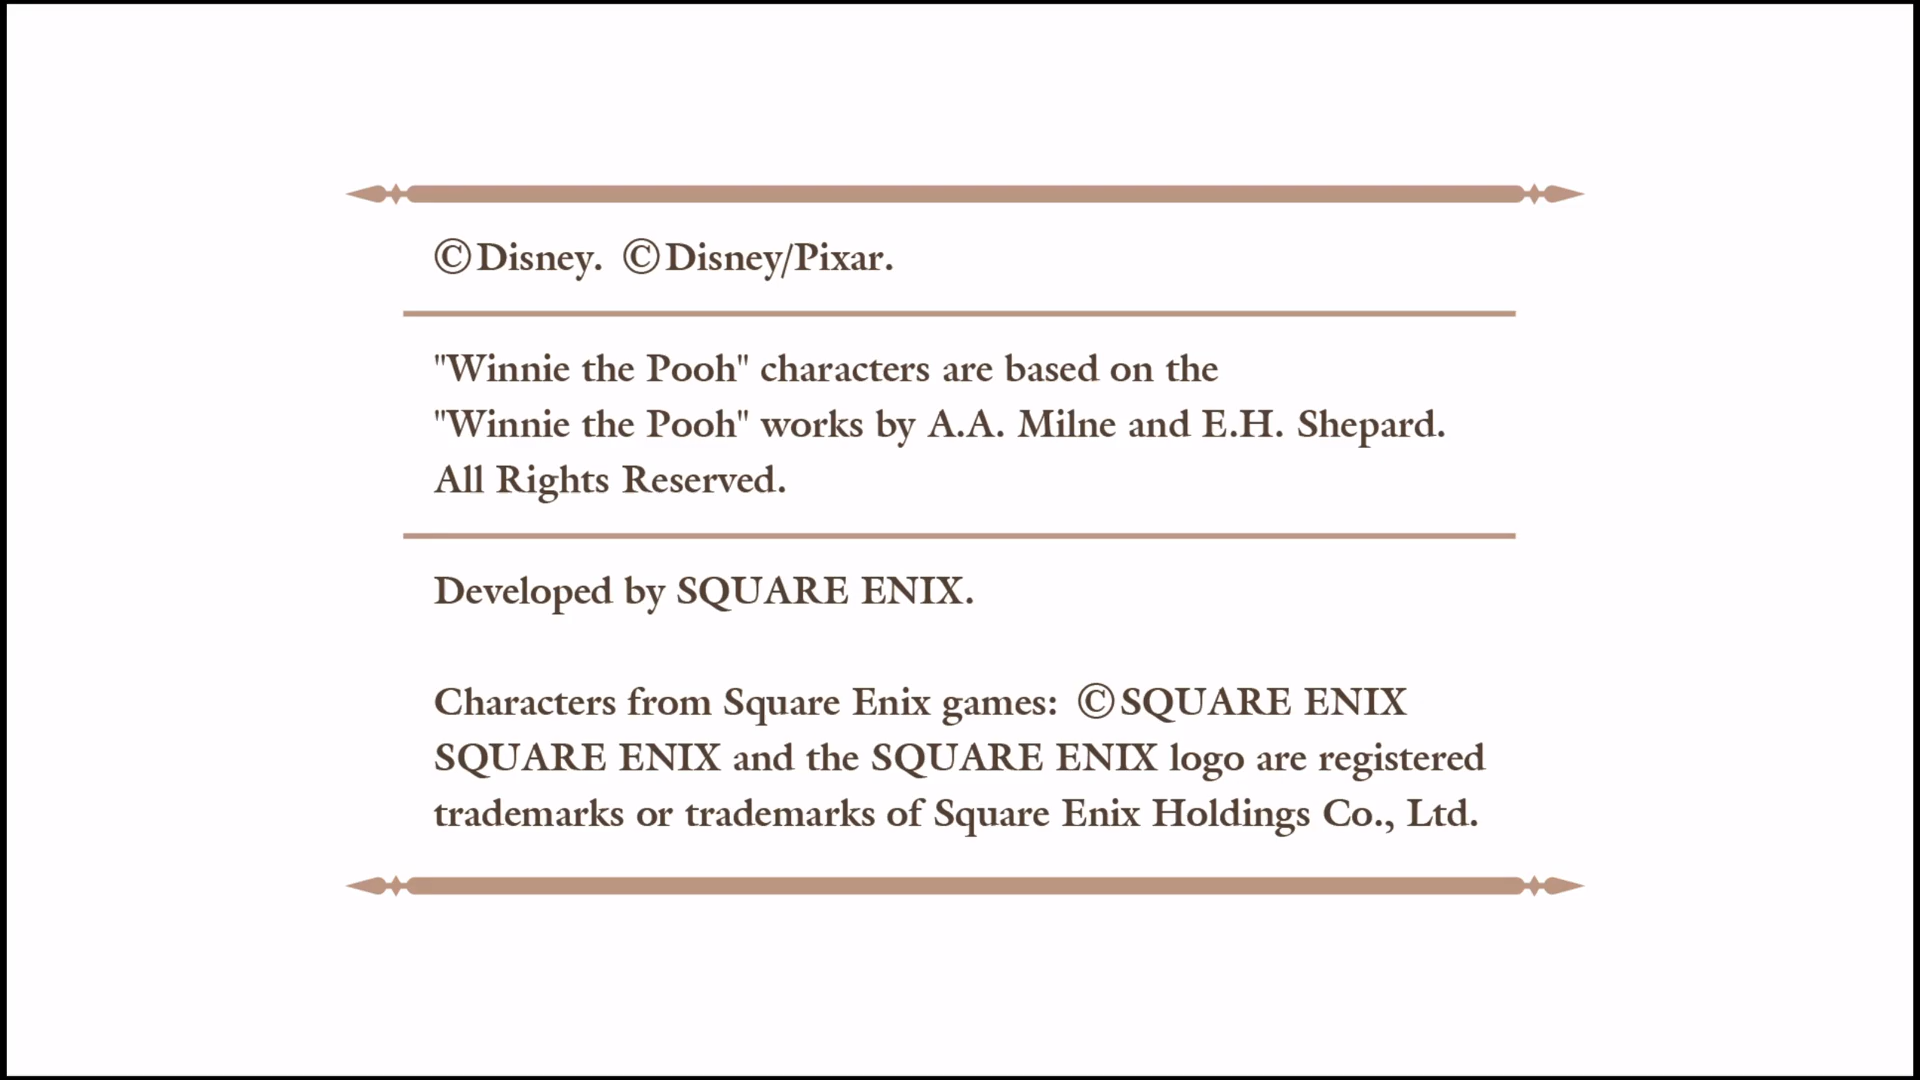 ©Disney. ©Disney/Pixar.
"Winnie the Pooh" characters are based on the
"Winnie the Pooh" works by A.A. Milne and E.H. Shepard.
All Rights Reserved.
Developed by SQUARE ENIX.
Characters from Square Enix games: ©SQUARE ENIX
SQUARE ENIX and the SQUARE ENIX logo are registered
trademarks or trademarks of Square Enix Holdings Co., Ltd.